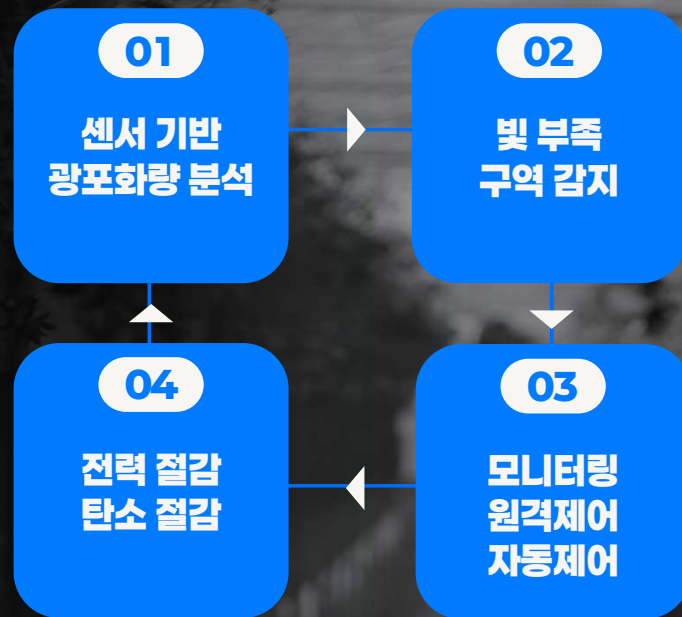 01
센서 기반
광포화량 분석
02
빛 부족
구역 감지
03
모니터링
원격제어
자동제어
04
전력 절감
탄소 절감